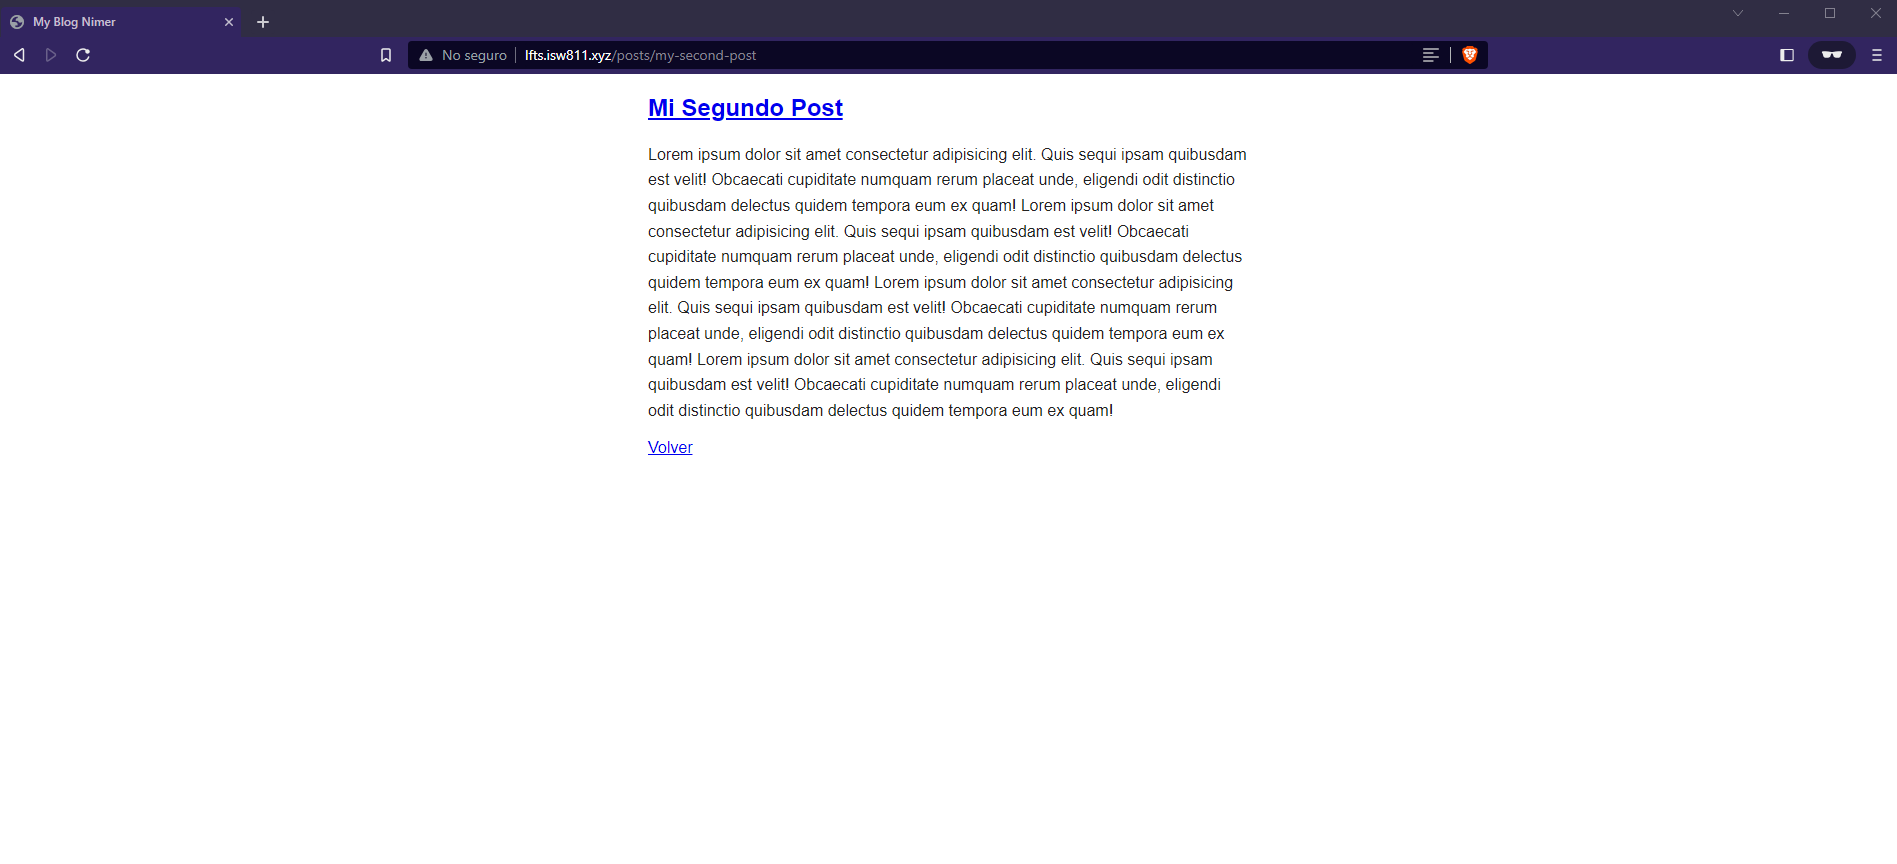 My Blog Nimer
No seguro lfts.isw811.xyz/posts/my-second-post
Mi Segundo Post
Lorem ipsum dolor sit amet consectetur adipisicing elit. Quis sequi ipsam quibusdam
est velit! Obcaecati cupiditate numquam rerum placeat unde, eligendi odit distinctio
quibusdam delectus quidem tempora eum ex quam! Lorem ipsum dolor sit amet
consectetur adipisicing elit. Quis sequi ipsam quibusdam est velit! Obcaecati
cupiditate numquam rerum placeat unde, eligendi odit distinctio quibusdam delectus
quidem tempora eum ex quam! Lorem ipsum dolor sit amet consectetur adipisicing
elit. Quis sequi ipsam quibusdam est velit! Obcaecati cupiditate numquam rerum
placeat unde, eligendi odit distinctio quibusdam delectus quidem tempora eum ex
quam! Lorem ipsum dolor sit amet consectetur adipisicing elit. Quis sequi ipsam
quibusdam est velit! Obcaecati cupiditate numquam rerum placeat unde, eligendi
odit distinctio quibusdam delectus quidem tempora eum ex quam!
Volver